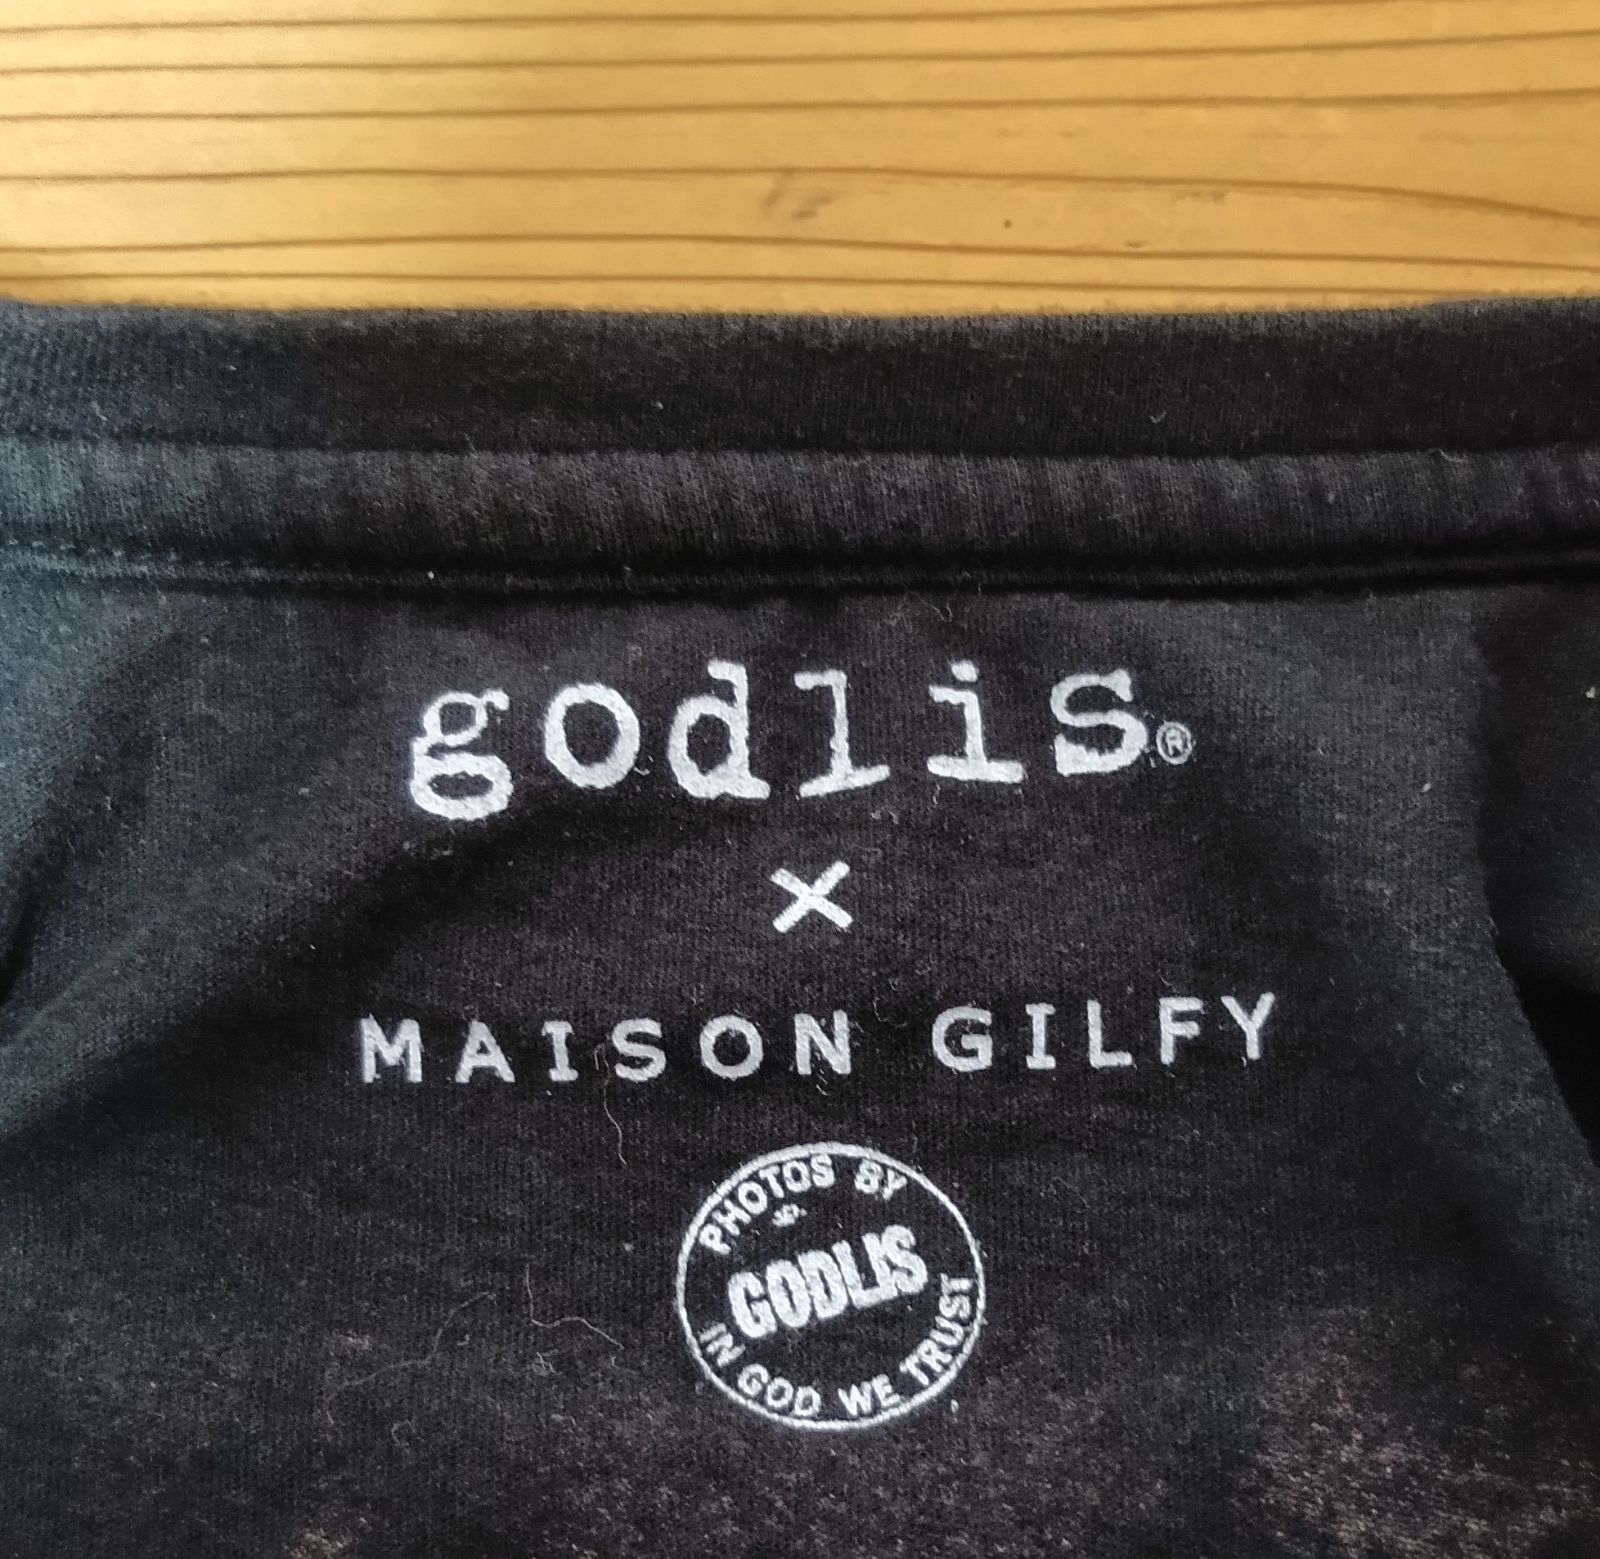 godlis®
×
MAISON GILFY
PHOTOS BY
GODLIS
IN GOD WE TRUST